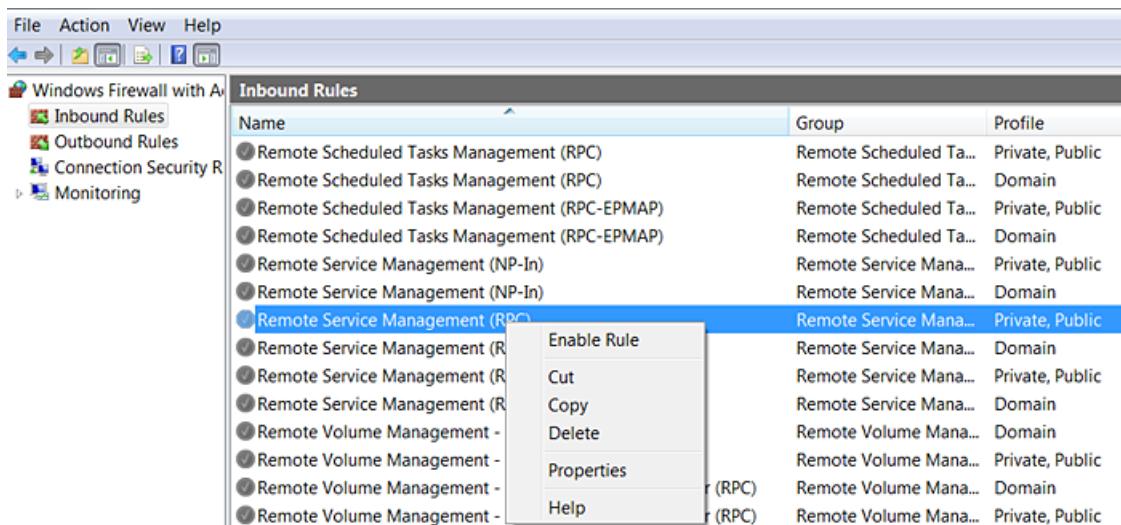 File Action View Help
Windows Firewall with A
Inbound Rules
Outbound Rules
Connection Security R
Monitoring
Inbound Rules
Name Group Profile
Remote Scheduled Tasks Management (RPC) Remote Scheduled Ta... Private, Public
Remote Scheduled Tasks Management (RPC) Remote Scheduled Ta... Domain
Remote Scheduled Tasks Management (RPC-EPMAP) Remote Scheduled Ta... Private, Public
Remote Scheduled Tasks Management (RPC-EPMAP) Remote Scheduled Ta... Domain
Remote Service Management (NP-In) Remote Service Mana... Private, Public
Remote Service Management (NP-In) Remote Service Mana... Domain
Remote Service Management (RPC) Remote Service Mana... Private, Public
Remote Service Management (R Remote Service Mana... Domain
Remote Service Management (R Remote Service Mana... Private, Public
Remote Service Management (R Remote Service Mana... Domain
Remote Volume Management - Remote Volume Mana... Domain
Remote Volume Management - Remote Volume Mana... Private, Public
Remote Volume Management - r (RPC) Remote Volume Mana... Domain
Remote Volume Management - r (RPC) Remote Volume Mana... Private, Public
Enable Rule
Cut
Copy
Delete
Properties
Help